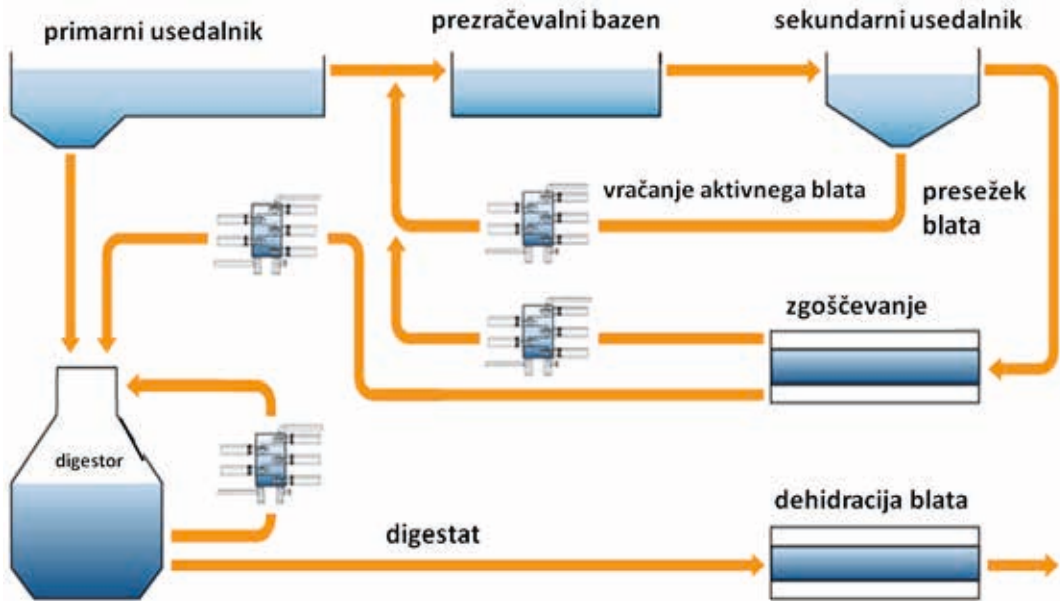 primarni usedalnik
prezračevalni bazen
sekundarni usedalnik
vračanje aktivnega blata
presežek
blata
zgoščevanje
digestor
dehidracija blata
digestat